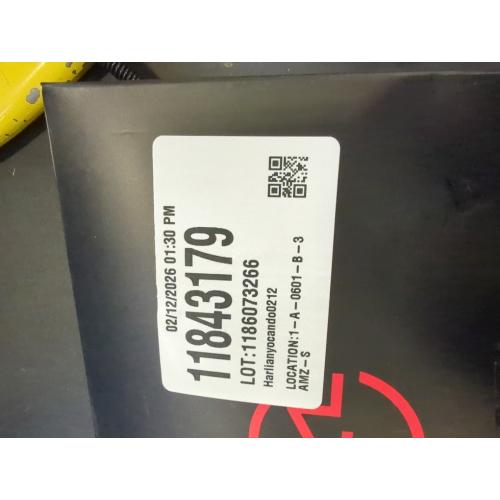 02/12/2026 01:30 PM
11843179
LOT:1186073266
Harlianyocando0212
LOCATION:1-A-0601-B-3
AMZ-S